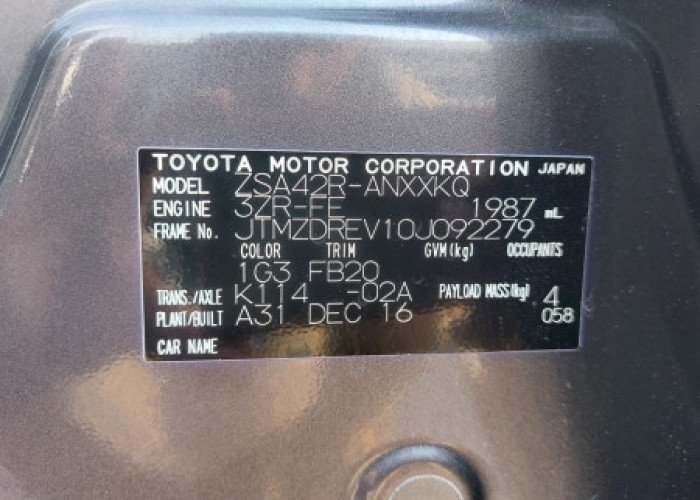 TOYOTA MOTOR CORPORATION JAPAN
MODEL ZSA42R-ANXXKQ
ENGINE 3ZR-FE 1987 mL
FRAME No. JTMZDREV10J092279
COLOR TRIM GVM(kg) OCCUPANTS
1G3 FB20
TRANS./AXLE K114 -02A PAYLOAD MASS(kg) 4
PLANT/BUILT A31 DEC 16 058
CAR NAME